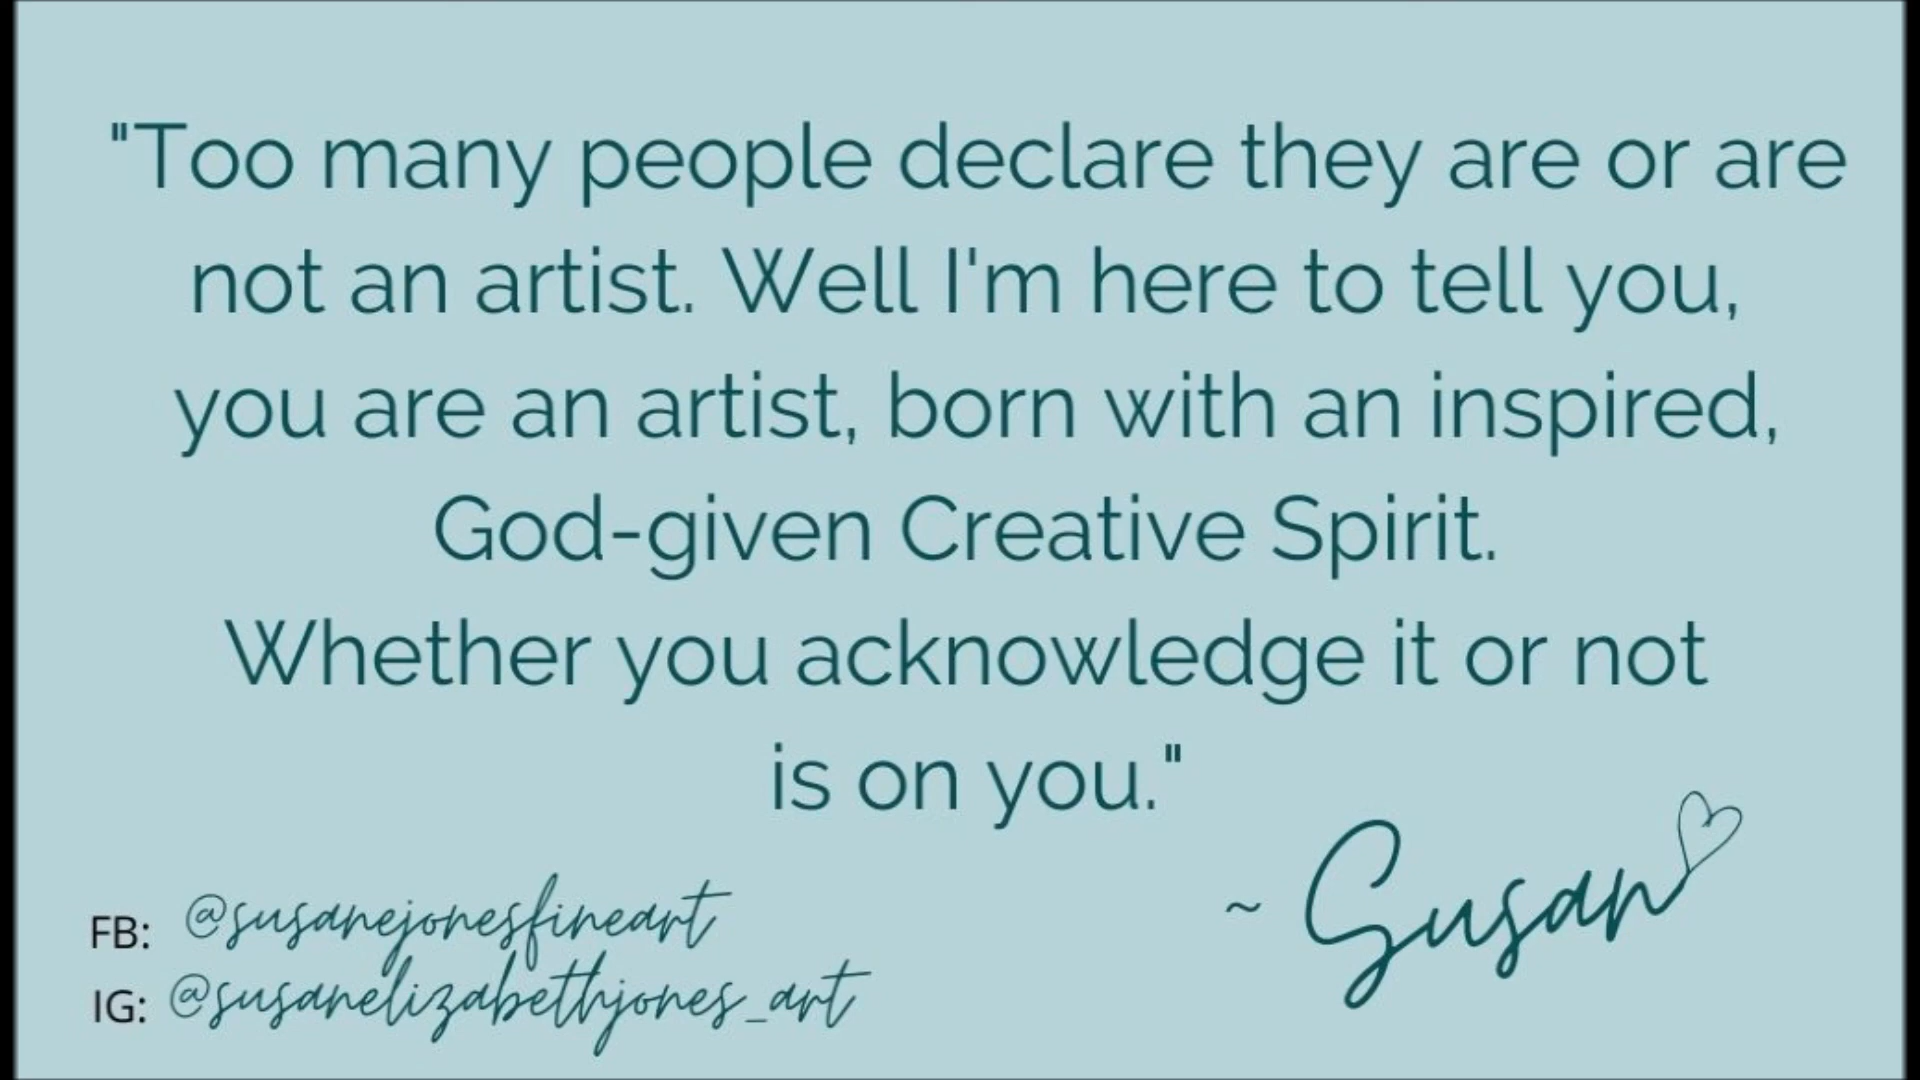 "Too many people declare they are or are
not an artist. Well I'm here to tell you,
you are an artist, born with an inspired,
God-given Creative Spirit.
Whether you acknowledge it or not
is on you."
~ Susan
FB: @susanejonesfineart
IG: @susanelizabethjones_art